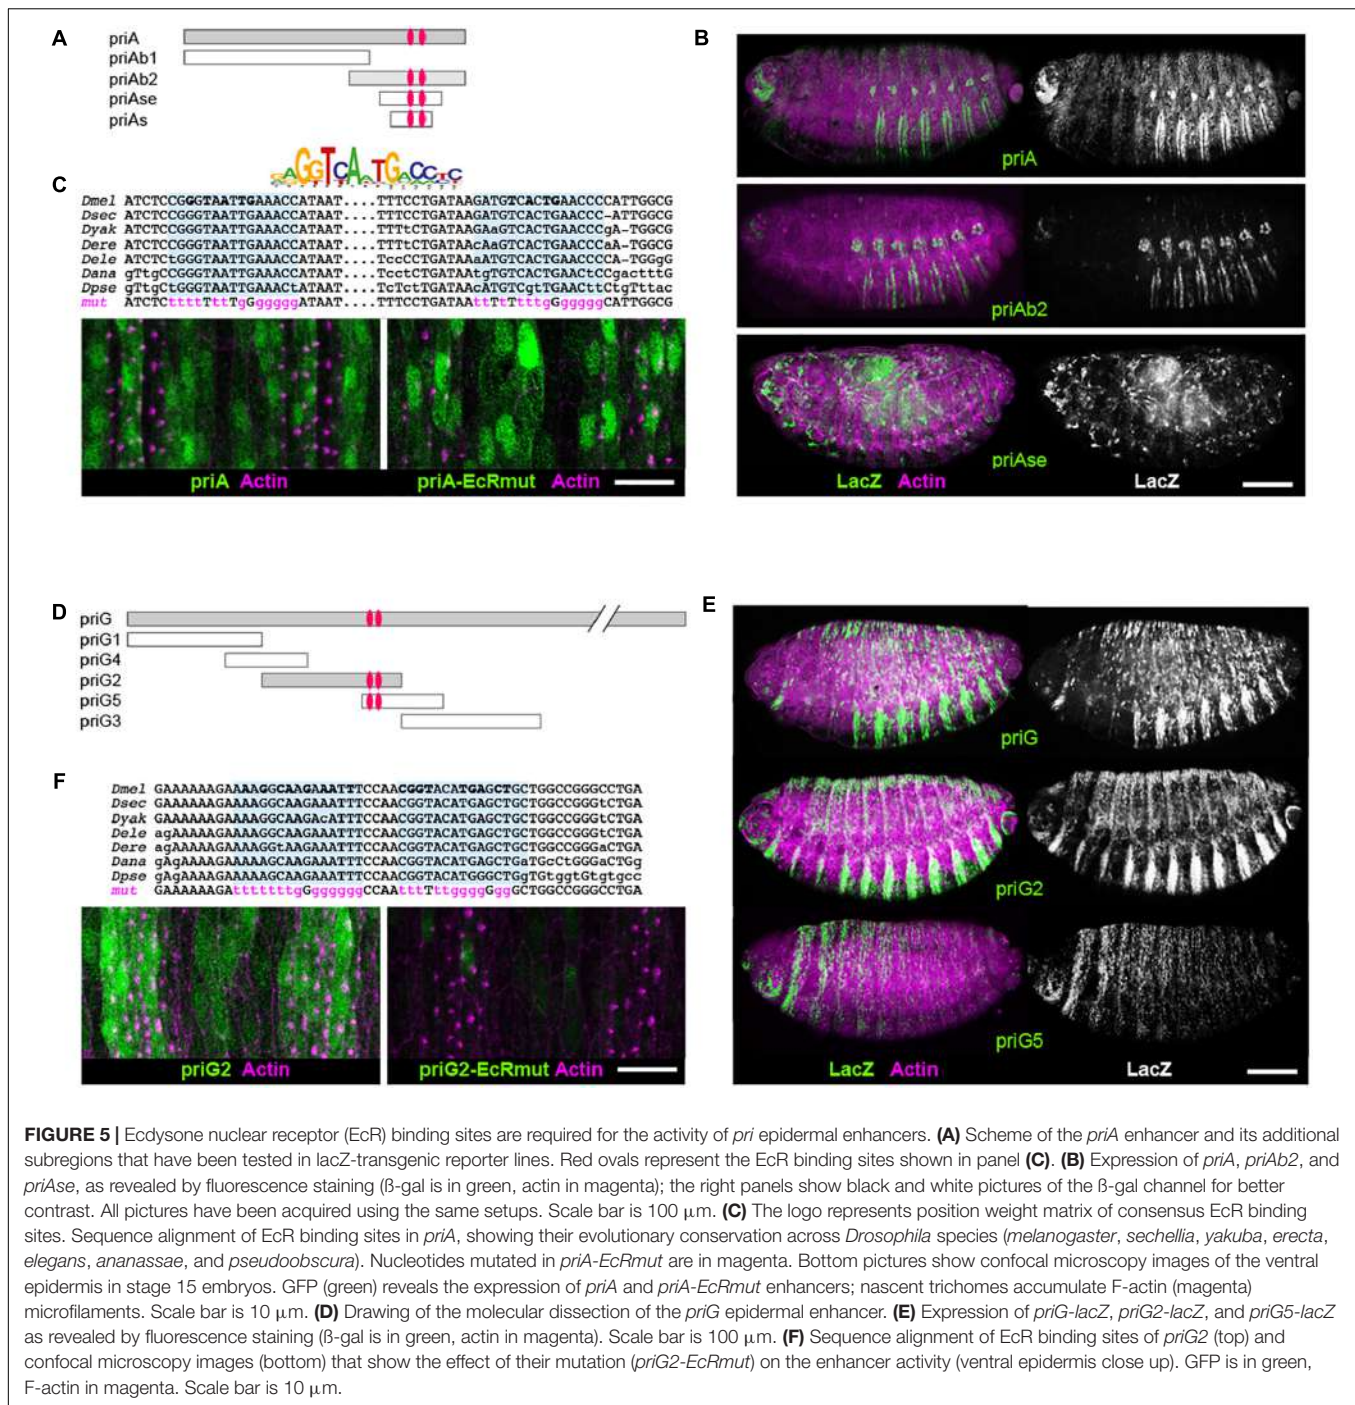 A
priA
priAb1
priAb2
priAse
priAs
B
priA
priAb2
priAse
LacZ Actin
LacZ
C
Dmel ATCTCCGGGTAATTGAAACCATAAT....TTTCCTGATAAGATGTCACTGAACCCCATTGGCG
Dsec ATCTCCGGGTAATTGAAACCATAAT....TTTCCTGATAAGATGTCACTGAACCCC-ATTGGCG
Dyak ATCTCCGGGTAATTGAAACCATAAT....TTTtCTGATAAGAaGTCACTGAACCCgA-TGGCG
Dere ATCTCCGGGTAATTGAAACCATAAT....TTTCCTGATAAcAaGTCACTGAACCCaA-TGGCG
Dele ATCTCtGGGTAATTGAAACCATAAT....TccCCTGATAAaATGTCACTGAACCCCA-TGGgG
Dana gTtgCCGGGTAATTGAAACCATAAT....TcctCTGATAAtgTGTCACTGAACtCCgactttG
Dpse gTtgCtGGGTAATTGAAACtATAAT....TcTctTGATAAcATGTCgtTGAACttCtgTttac
mut ATCTCttttTttTgGggggggATAAT....TTTCCTGATAAttTtTtttgGgggggCATTGGCG
priA Actin
priA-EcRmut Actin
D
priG
priG1
priG4
priG2
priG5
priG3
E
priG
priG2
priG5
LacZ Actin
LacZ
F
Dmel GAAAAAAGAAAAGGCAAGAAATTTCCAACGGTACATGAGCTGCTGGCCGGGCCTGA
Dsec GAAAAAAGAAAAGGCAAGAAATTTCCAACGGTACATGAGCTGCTGGCCGGGtCTGA
Dyak GAAAAAAGAAAAGGCAAGAcATTTCCAACGGTACATGAGCTGCTGGCCGGGtCTGA
Dele agAAAAAGAAAAGGCAAGAAATTTCCAACGGTACATGAGCTGCTGGCCGGGtCTGA
Dere agAAAAAGAAAAGGtAAGAAATTTCCAACGGTACATGAGCTGCTGGCCGGGACTGA
Dana gAgAAAAGAAAAAGCAAGAAATTTCCAACGGTACATGAGCTGaTGcCtGGGACTGg
Dpse gAgAAAAGAAAAAGCAAGAAATTTCCAACGGTACATGGGCTGgTGtggtGtgtgcc
mut GAAAAAAGAtttttttgGgggggggCCAAtttTttggggGggGCTGGCCGGGCCTGA
priG2 Actin
priG2-EcRmut Actin
FIGURE 5 | Ecdysone nuclear receptor (EcR) binding sites are required for the activity of pri epidermal enhancers. (A) Scheme of the priA enhancer and its additional
subregions that have been tested in lacZ-transgenic reporter lines. Red ovals represent the EcR binding sites shown in panel (C). (B) Expression of priA, priAb2, and
priAse, as revealed by fluorescence staining (ß-gal is in green, actin in magenta); the right panels show black and white pictures of the ß-gal channel for better
contrast. All pictures have been acquired using the same setups. Scale bar is 100 μm. (C) The logo represents position weight matrix of consensus EcR binding
sites. Sequence alignment of EcR binding sites in priA, showing their evolutionary conservation across Drosophila species (melanogaster, sechellia, yakuba, erecta,
elegans, ananassae, and pseudoobscura). Nucleotides mutated in priA-EcRmut are in magenta. Bottom pictures show confocal microscopy images of the ventral
epidermis in stage 15 embryos. GFP (green) reveals the expression of priA and priA-EcRmut enhancers; nascent trichomes accumulate F-actin (magenta)
microfilaments. Scale bar is 10 μm. (D) Drawing of the molecular dissection of the priG epidermal enhancer. (E) Expression of priG-lacZ, priG2-lacZ, and priG5-lacZ
as revealed by fluorescence staining (ß-gal is in green, actin in magenta). Scale bar is 100 μm. (F) Sequence alignment of EcR binding sites of priG2 (top) and
confocal microscopy images (bottom) that show the effect of their mutation (priG2-EcRmut) on the enhancer activity (ventral epidermis close up). GFP is in green,
F-actin in magenta. Scale bar is 10 μm.